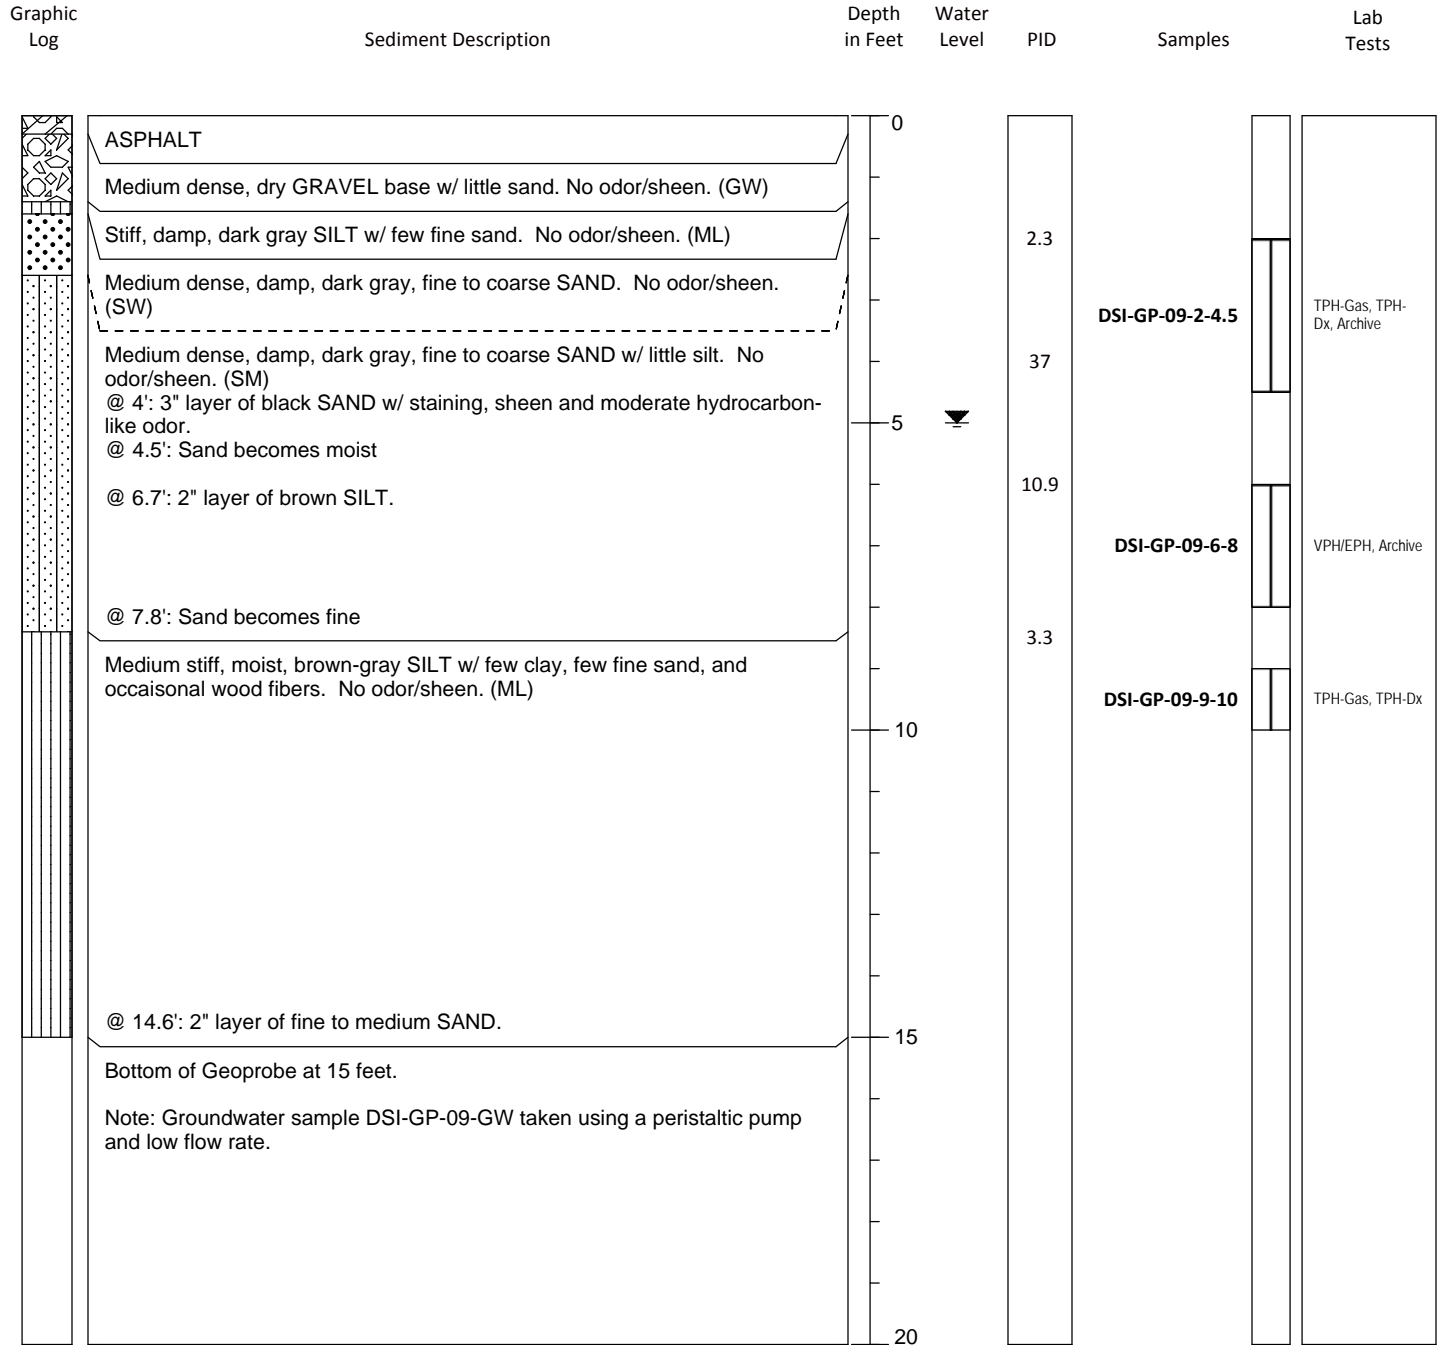 Graphic
Log
Sediment Description
Depth
in Feet
Water
Level
PID
Samples
Lab
Tests
ASPHALT
0
Medium dense, dry GRAVEL base w/ little sand. No odor/sheen. (GW)
Stiff, damp, dark gray SILT w/ few fine sand. No odor/sheen. (ML)
2.3
Medium dense, damp, dark gray, fine to coarse SAND. No odor/sheen.
(SW)
DSI-GP-09-2-4.5
TPH-Gas, TPH-
Dx, Archive
Medium dense, damp, dark gray, fine to coarse SAND w/ little silt. No
odor/sheen. (SM)
37
@ 4': 3" layer of black SAND w/ staining, sheen and moderate hydrocarbon-
like odor.
5
@ 4.5': Sand becomes moist
@ 6.7': 2" layer of brown SILT.
10.9
DSI-GP-09-6-8
VPH/EPH, Archive
@ 7.8': Sand becomes fine
3.3
Medium stiff, moist, brown-gray SILT w/ few clay, few fine sand, and
occaisonal wood fibers. No odor/sheen. (ML)
DSI-GP-09-9-10
TPH-Gas, TPH-Dx
10
@ 14.6': 2" layer of fine to medium SAND.
15
Bottom of Geoprobe at 15 feet.
Note: Groundwater sample DSI-GP-09-GW taken using a peristaltic pump
and low flow rate.
20